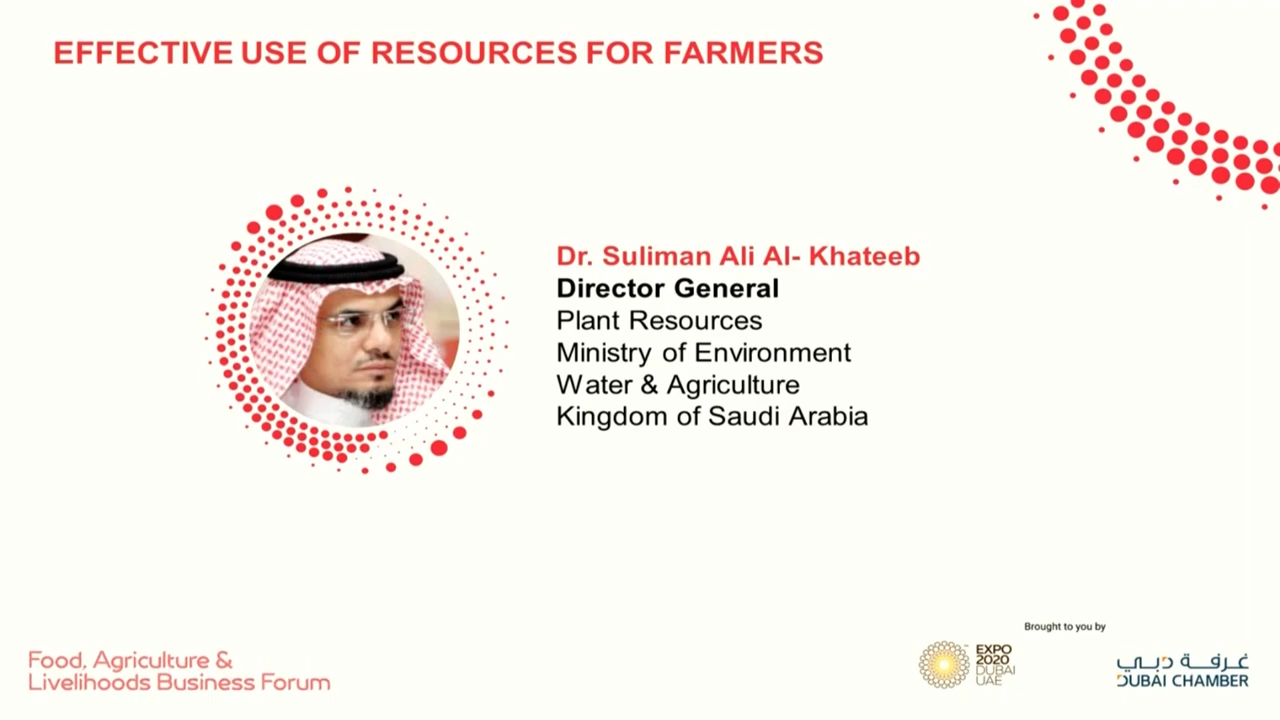 EFFECTIVE USE OF RESOURCES FOR FARMERS
Dr. Suliman Ali Al- Khateeb
Director General
Plant Resources
Ministry of Environment
Water & Agriculture
Kingdom of Saudi Arabia
Food, Agriculture &
Livelihoods Business Forum
Brought to you by
EXPO
2020
DUBAI
UAE
غرفة دبي
DUBAI CHAMBER